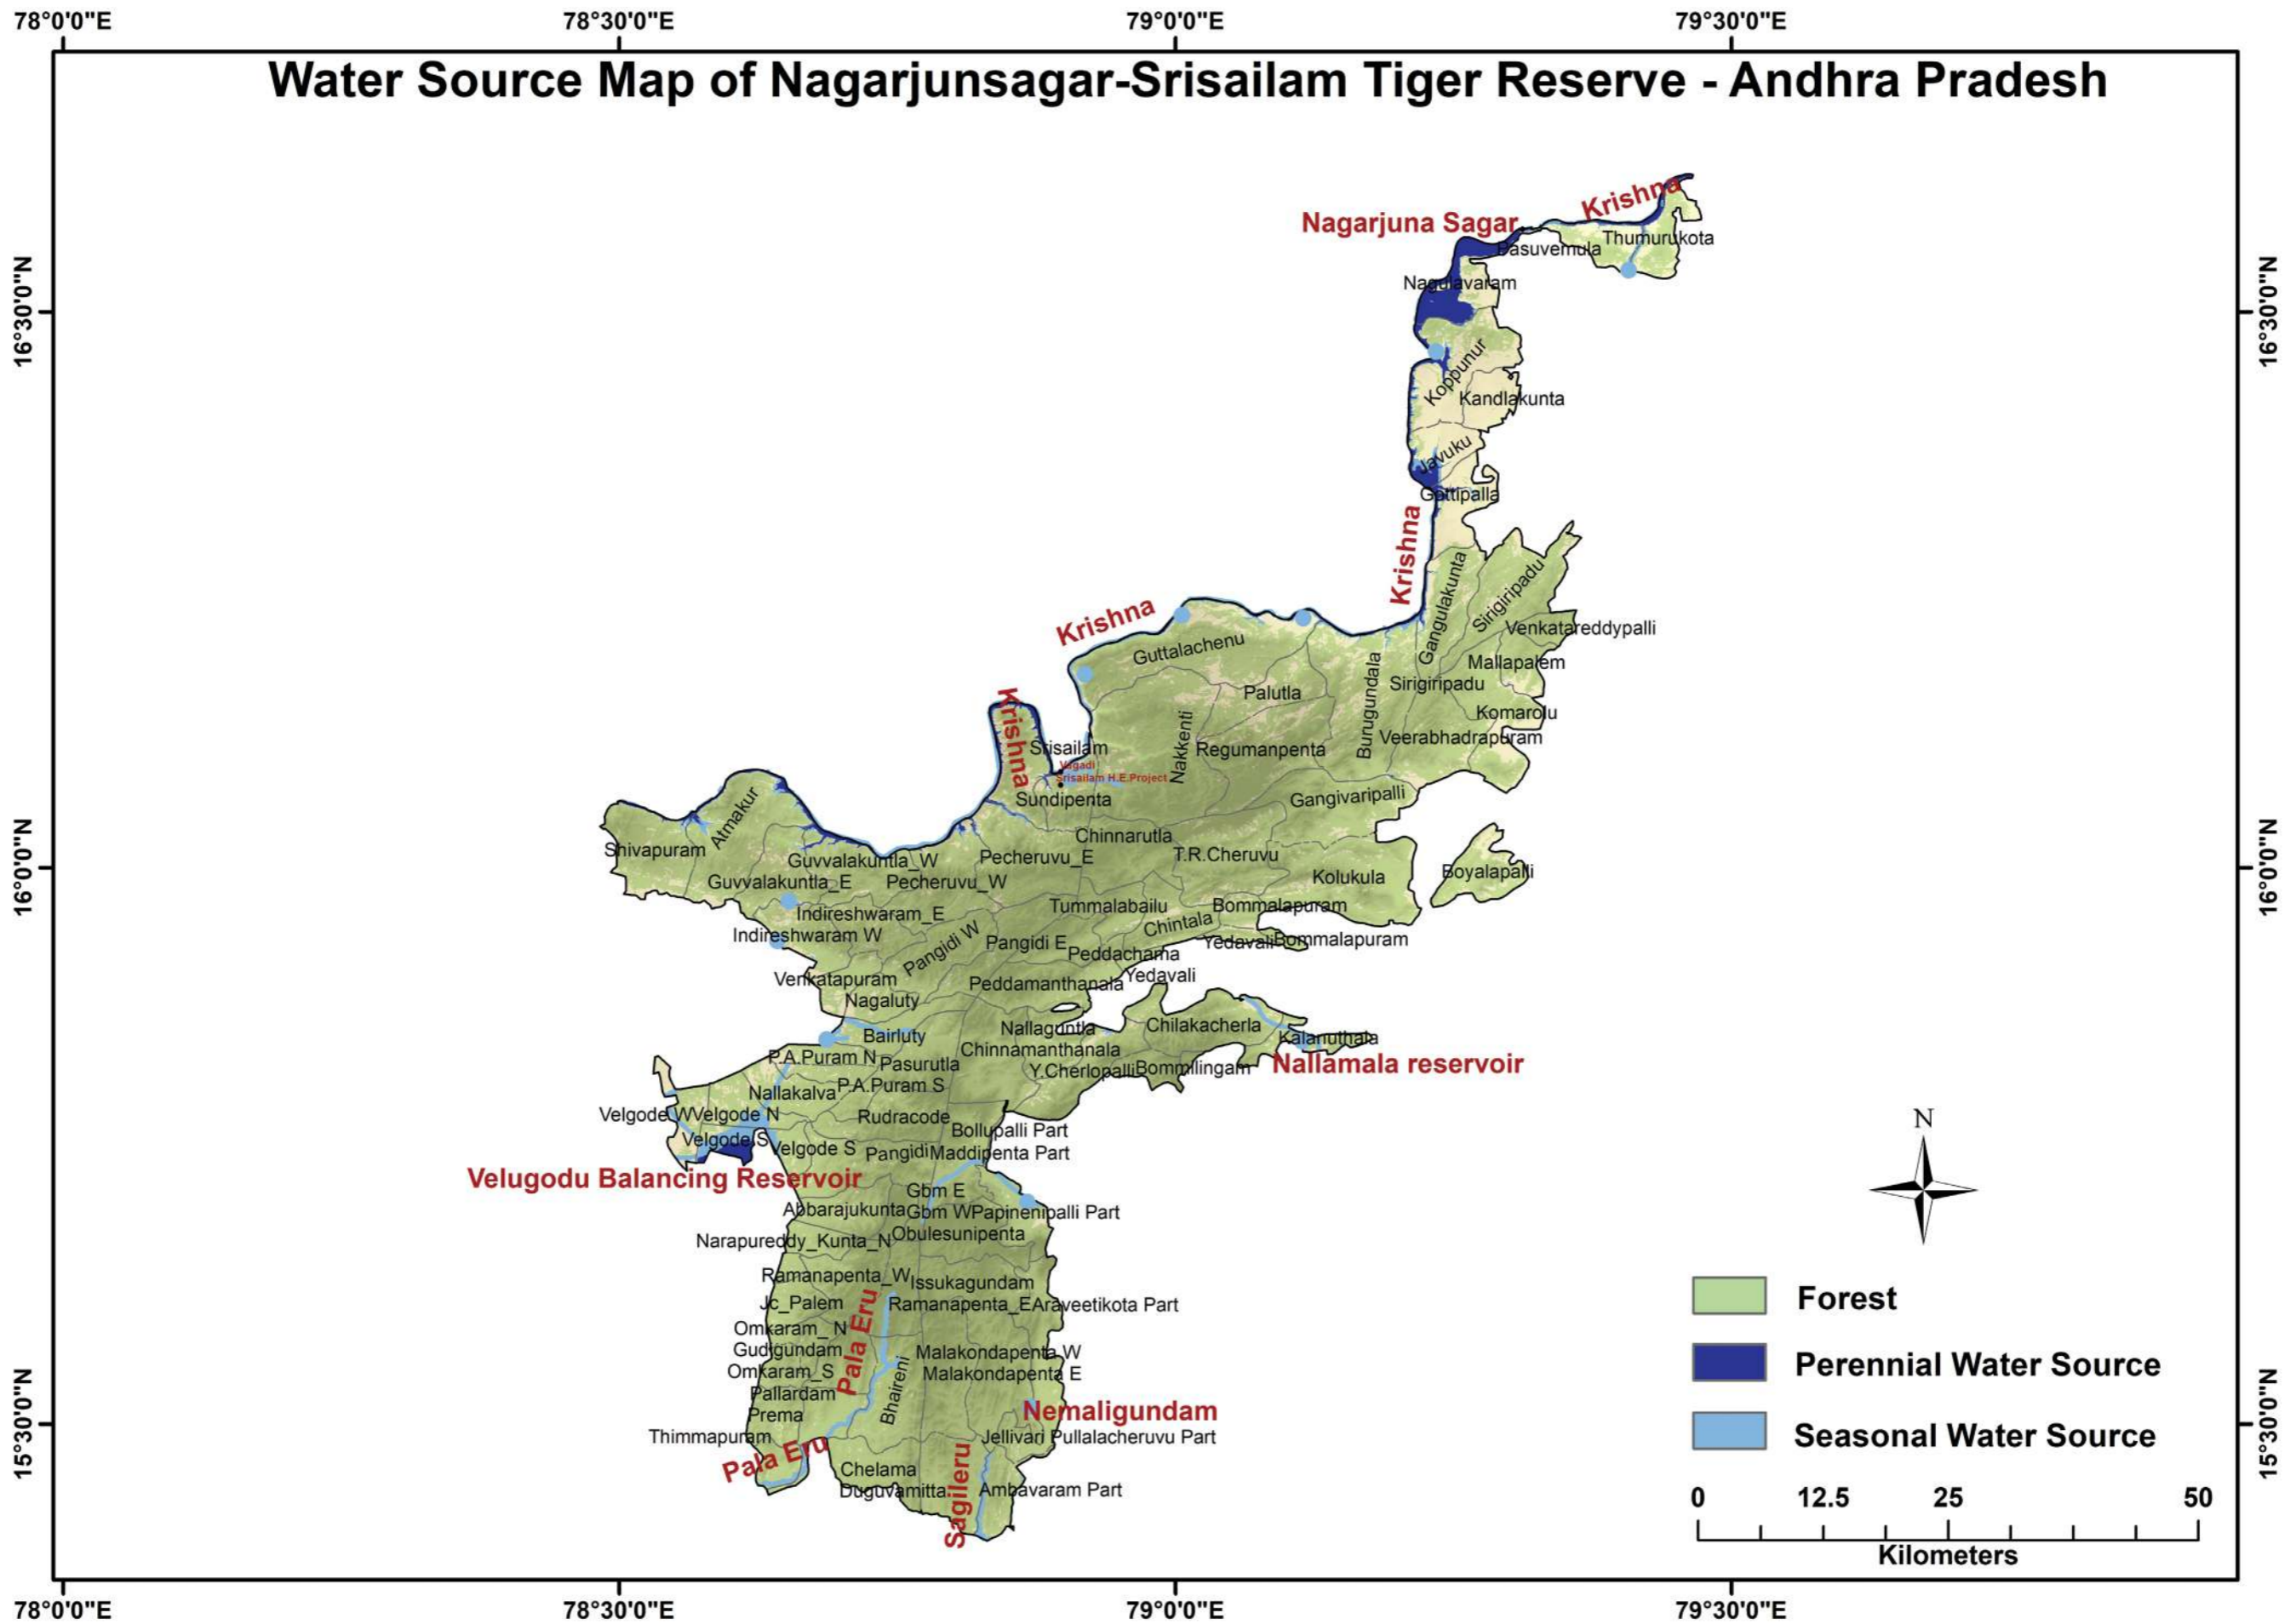 78°0'0"E 78°30'0"E 79°0'0"E 79°30'0"E
Water Source Map of Nagarjunsagar-Srisailam Tiger Reserve - Andhra Pradesh
Krishna
Nagarjuna Sagar
Thumurukota
Pasuvemula
Nagulavaram
16°30'0"N 16°30'0"N
Koppunur
Kandlakunta
Javuku
Gottipalla
Krishna
Gangulakunta
Sirigiripadu
Krishna
Venkatareddypalli
Guttalachenu
Mallapalem
Burugundala
Sirigiripadu
Palutla
Krishna
Komarolu
Nakkenti
Veerabhadrapuram
Srisailam
Regumanpenta
Vagadi
Srisailam H.E.Project
Sundipenta
Gangivaripalli
Atmakur
Chinnarutla
Shivapuram
T.R.Cheruvu
Guvvalakuntla_W
Pecheruvu_E
16°0'0"N 16°0'0"N
Boyalapalli
Kolukula
Guvvalakuntla_E
Pecheruvu_W
Tummalabailu
Bommalapuram
Indireshwaram_E
Chintala
Indireshwaram W
Pangidi W
Pangidi E
Yedavali
Bommalapuram
Peddachama
Yedavali
Venkatapuram
Peddamanthanala
Nagaluty
Nallaguntla
Chilakacherla
Bairluty
Kalanuthala
Chinnamanthanala
P.A.Puram N
Pasurutla
Nallamala reservoir
Y.Cherlopalli
Bommilingam
P.A.Puram S
Nallakalva
Velgode W
Velgode N
Rudracode
Bollupalli Part
Velgode S
Velgode S
Pangidi
Maddipenta Part
Velugodu Balancing Reservoir
Gbm E
Abbarajukunta
Gbm W
Papinenipalli Part
Obulesunipenta
Narapureddy_Kunta_N
Ramanapenta_W
Issukagundam
Jc_Palem
Ramanapenta_E
Araveetikota Part
Omkaram_ N
Pala Eru
Gudigundam
Malakondapenta W
Omkaram_S
Malakondapenta E
Pallardam
Bhaireni
Prema
Nemaligundam
15°30'0"N 15°30'0"N
Thimmapuram
Jellivari Pullalacheruvu Part
Pala Eru
Chelama
Duguvamitta
Sagileru
Ambavaram Part
N
Forest
Perennial Water Source
Seasonal Water Source
0 12.5 25 50
Kilometers
78°0'0"E 78°30'0"E 79°0'0"E 79°30'0"E